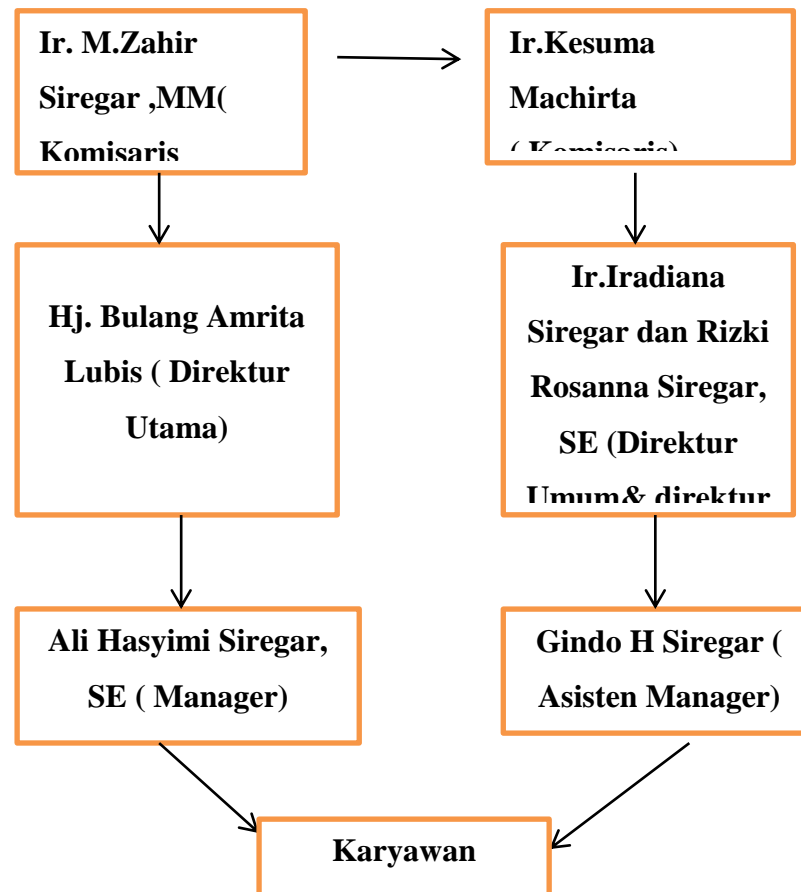 Ir. M.Zahir
Siregar ,MM(
Komisaris
Ir.Kesuma
Machirta
( Komisaris)
Hj. Bulang Amrita
Lubis ( Direktur
Utama)
Ir.Iradiana
Siregar dan Rizki
Rosanna Siregar,
SE (Direktur
Umum& direktur
Ali Hasyimi Siregar,
SE ( Manager)
Gindo H Siregar (
Asisten Manager)
Karyawan